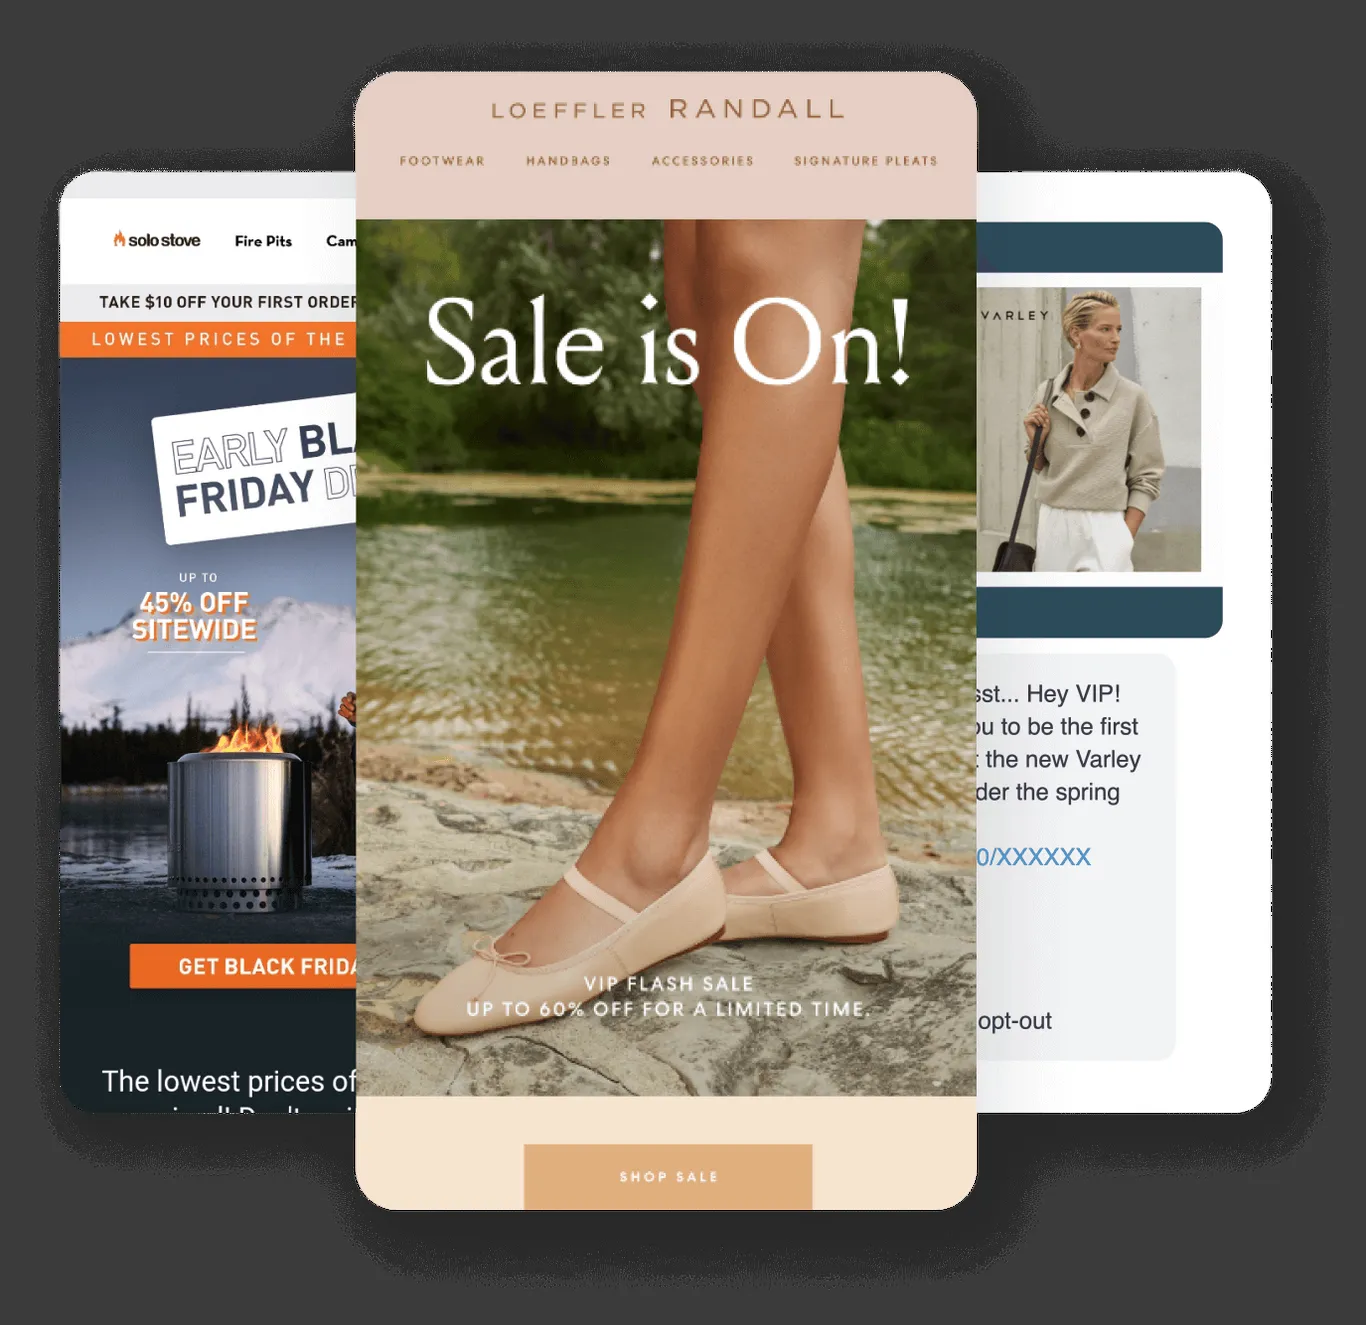 LOEFFLER RANDALL
FOOTWEAR HANDBAGS ACCESSORIES SIGNATURE PLEATS
Sale is On!
VIP FLASH SALE
UP TO 60% OFF FOR A LIMITED TIME.
SHOP SALE
solo stove Fire Pits
TAKE $10 OFF YOUR FIRST ORDER
LOWEST PRICES OF THE
EARLY BLA
FRIDAY
UP TO
45% OFF
SITEWIDE
GET BLACK FRIDA
The lowest prices of
VARLEY
sst... Hey VIP!
ou to be the first
the new Varley
der the spring
0/XXXXXX
opt-out